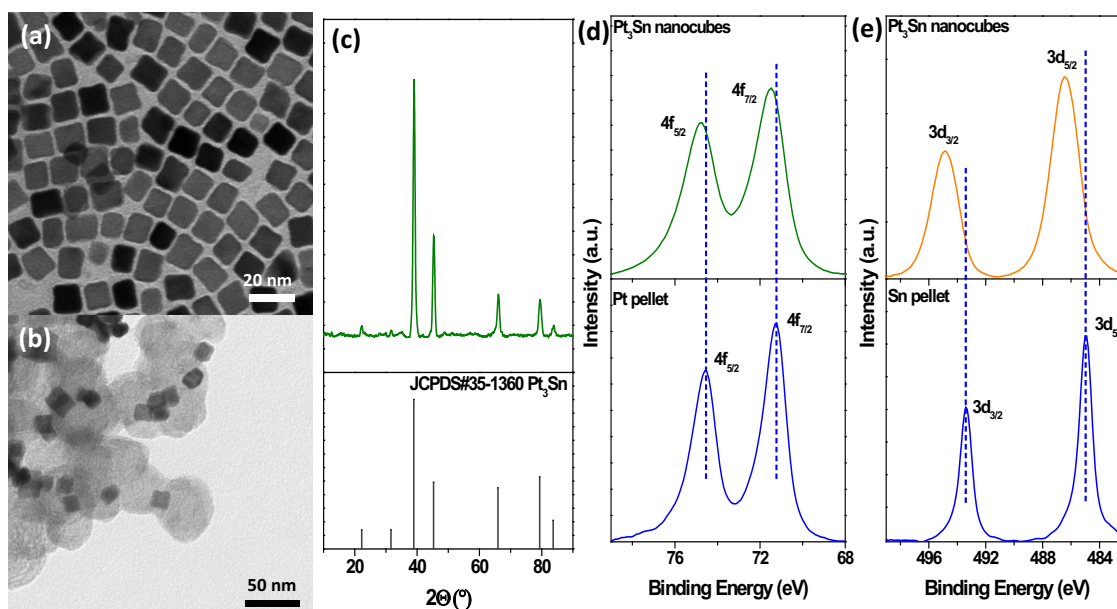 (a)
20 nm
(b)
50 nm
(c)
JCPDS#35-1360 Pt₃Sn
20 40 60 80
2Θ (°)
(d)
Pt₃Sn nanocubes
4f₅/₂
4f₇/₂
Pt pellet
4f₅/₂
4f₇/₂
Intensity (a.u.)
76 72 68
Binding Energy (eV)
(e)
Pt₃Sn nanocubes
3d₃/₂
3d₅/₂
Sn pellet
3d₃/₂
3d₅
Intensity (a.u.)
496 492 488 484
Binding Energy (eV)